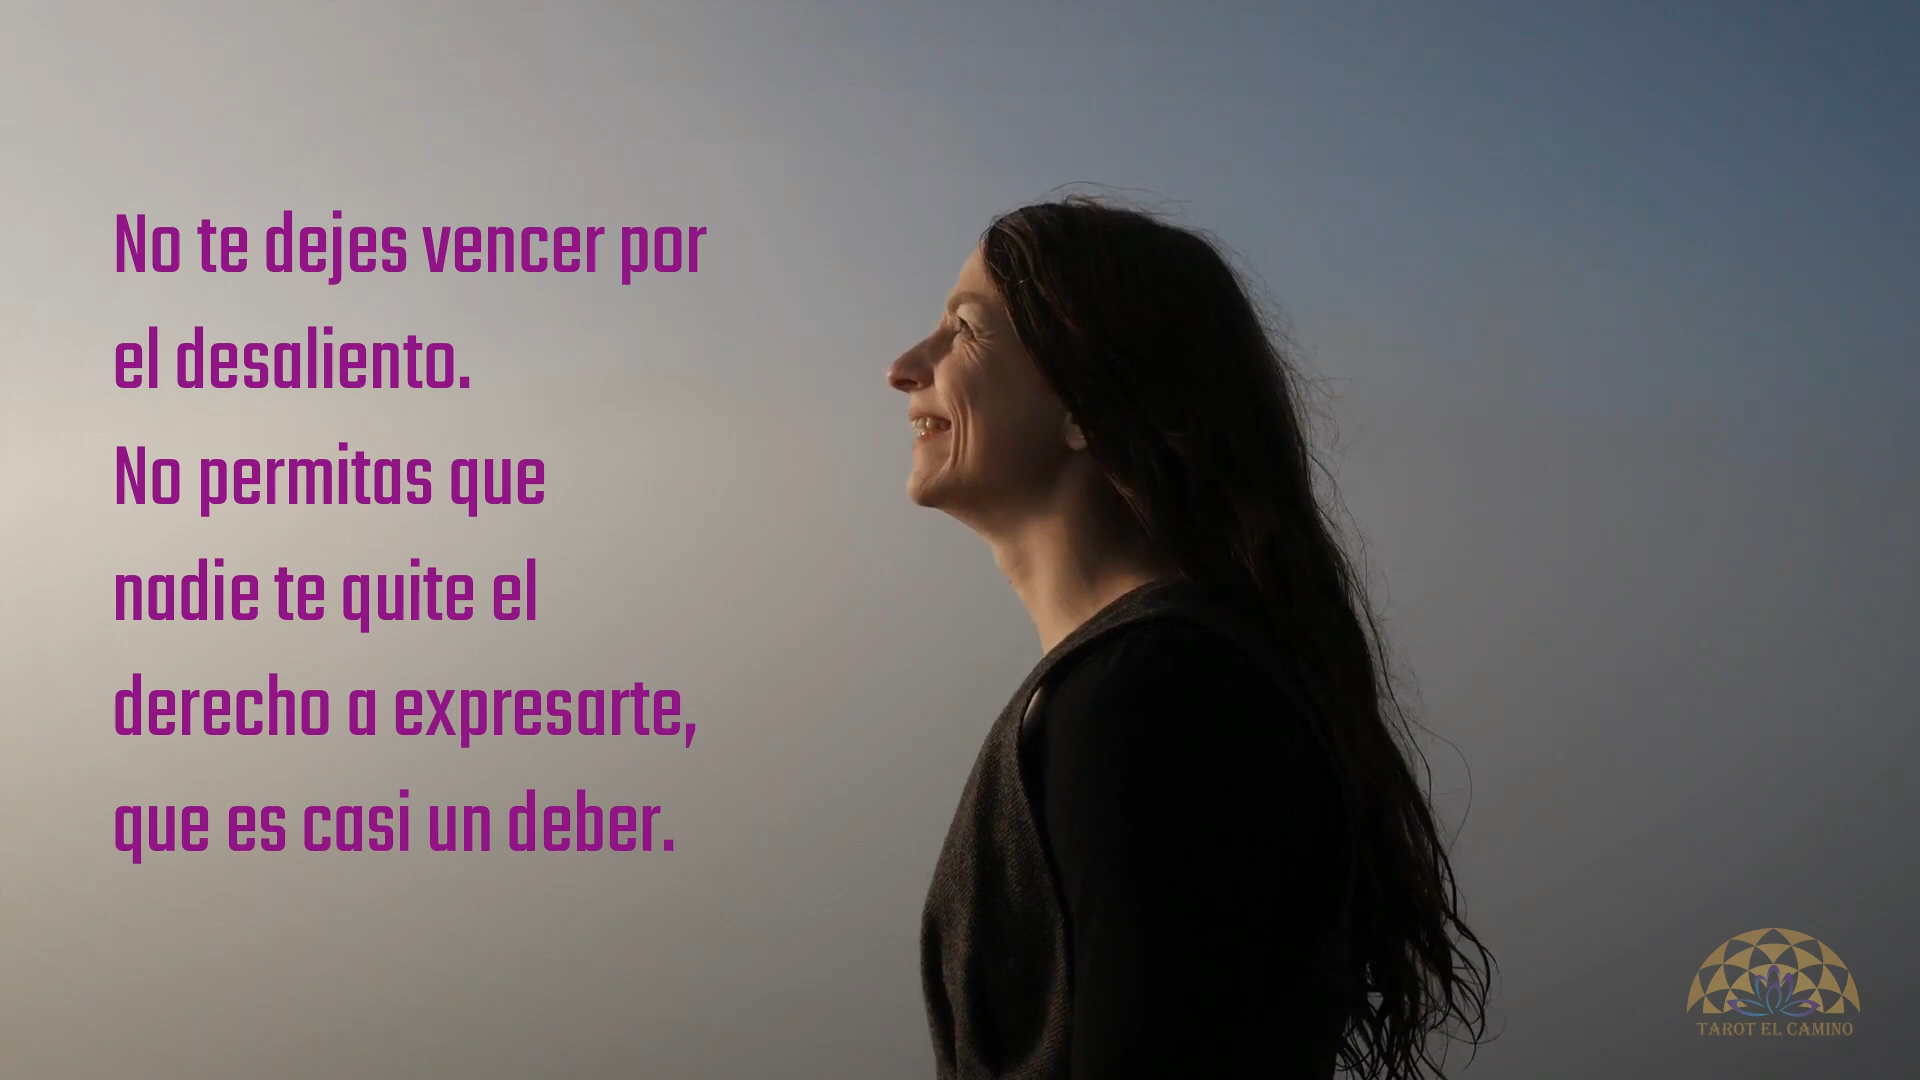 No te dejes vencer por
el desaliento.
No permitas que
nadie te quite el
derecho a expresarte,
que es casi un deber.
TAROT EL CAMINO